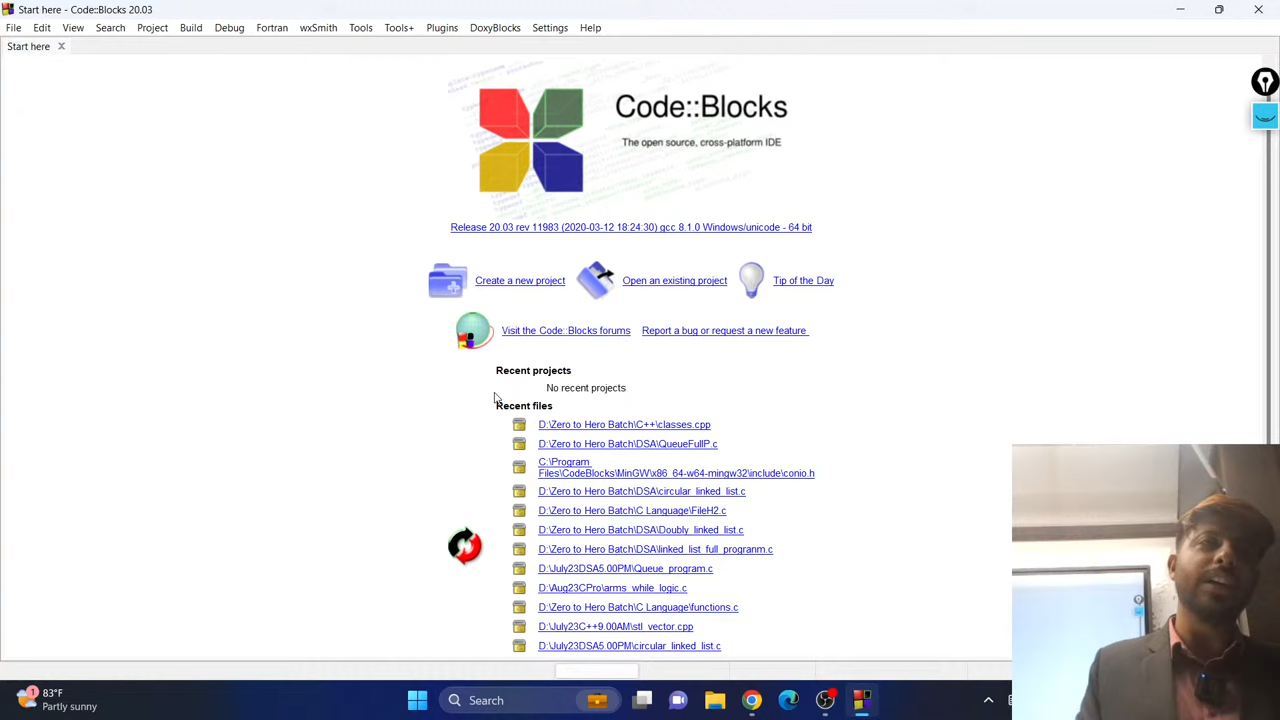 Start here - Code::Blocks 20.03
File Edit View Search Project Build Debug Fortran wxSmith Tools Tools+ Plugins DoxyBlocks Settings Help
Start here
Code::Blocks
The open source, cross-platform IDE
Release 20.03 rev 11983 (2020-03-12 18:24:30) gcc 8.1.0 Windows/unicode - 64 bit
Create a new project Open an existing project Tip of the Day
Visit the Code::Blocks forums Report a bug or request a new feature
Recent projects
No recent projects
Recent files
D:\Zero to Hero Batch\C++\classes.cpp
D:\Zero to Hero Batch\DSA\QueueFullP.c
C:\Program
Files\CodeBlocks\MinGW\x86_64-w64-mingw32\include\conio.h
D:\Zero to Hero Batch\DSA\circular_linked_list.c
D:\Zero to Hero Batch\C Language\FileH2.c
D:\Zero to Hero Batch\DSA\Doubly_linked_list.c
D:\Zero to Hero Batch\DSA\linked_list_full_progranm.c
D:\July23DSA5.00PM\Queue_program.c
D:\Aug23CPro\arms_while_logic.c
D:\Zero to Hero Batch\C Language\functions.c
D:\July23C++9.00AM\stl_vector.cpp
D:\July23DSA5.00PM\circular_linked_list.c
1
83°F
Partly sunny
Search